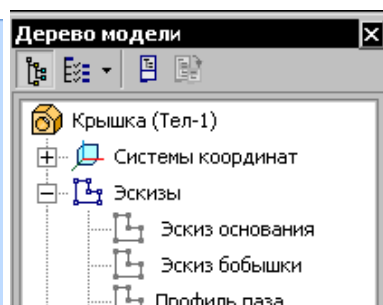 Дерево модели
Крышка (Тел-1)
Системы координат
Эскизы
Эскиз основания
Эскиз бобышки
Профиль паза